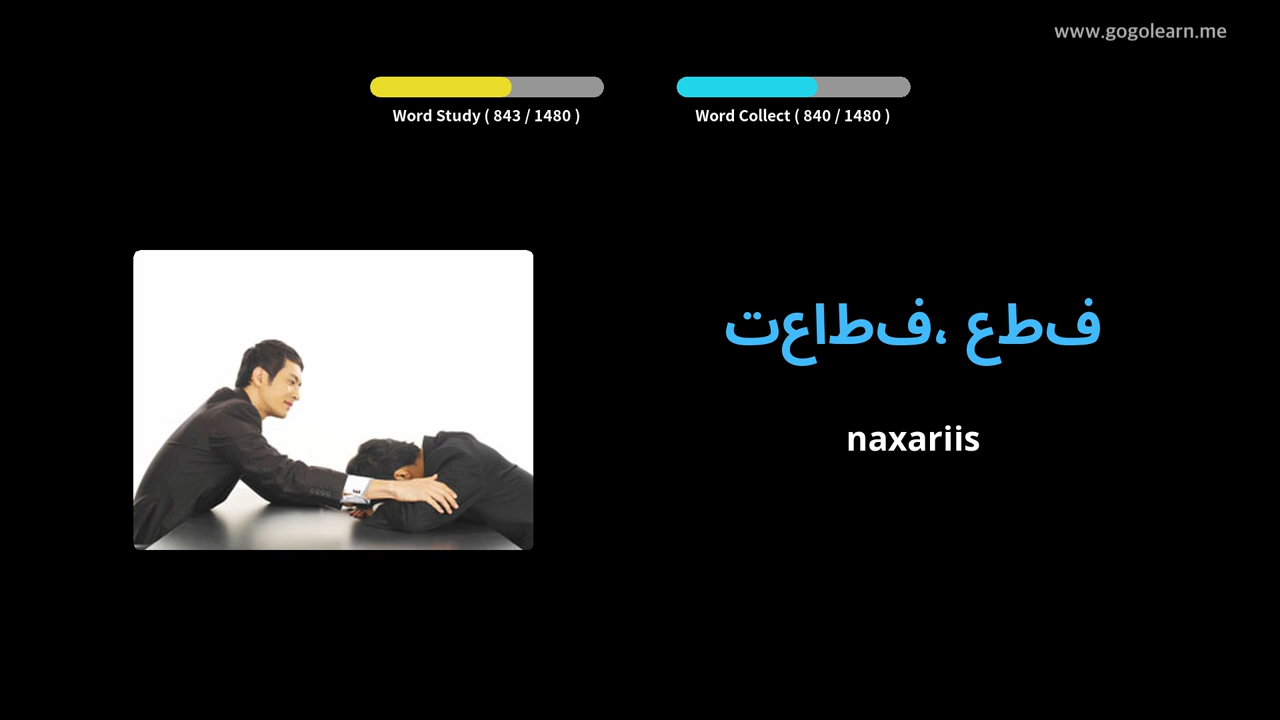 www.gogolearn.me
Word Study ( 843 / 1480 )
Word Collect ( 840 / 1480 )
تعاطف، عطف
naxariis